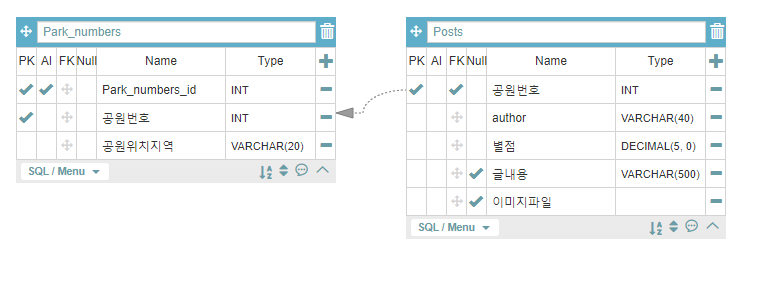 Park_numbers
PK AI FK Null Name Type
Park_numbers_id INT
공원번호 INT
공원위치지역 VARCHAR(20)
SQL / Menu
Posts
PK AI FK Null Name Type
공원번호 INT
author VARCHAR(40)
별점 DECIMAL(5, 0)
글내용 VARCHAR(500)
이미지파일
SQL / Menu